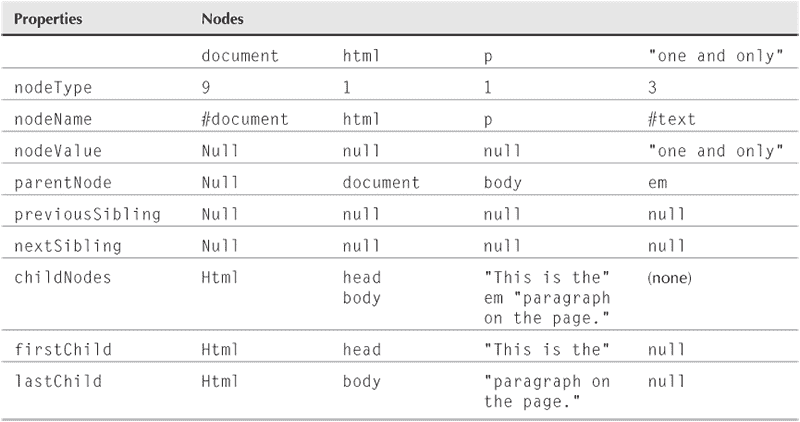 Properties Nodes
document html p "one and only"
nodeType 9 1 1 3
nodeName #document html p #text
nodeValue Null null null "one and only"
parentNode Null document body em
previousSibling Null null null null
nextSibling Null null null null
childNodes Html head "This is the" (none)
body em "paragraph
on the page."
firstChild Html head "This is the" null
lastChild Html body "paragraph on null
the page."